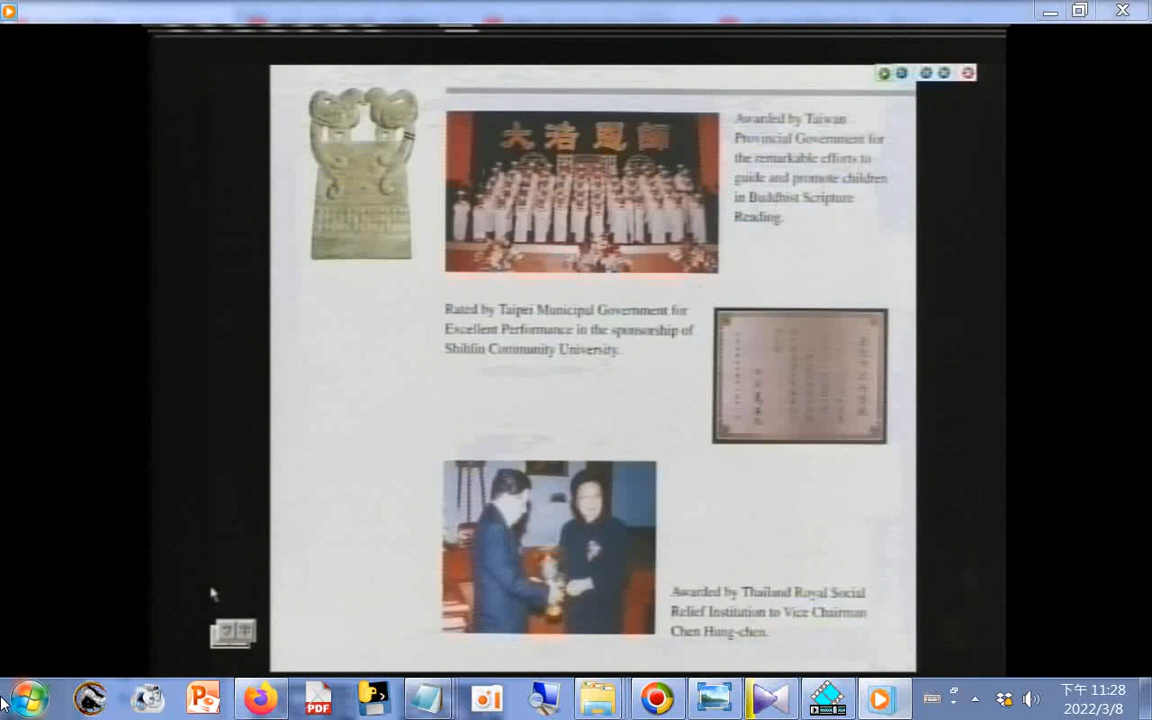 大浩恩師
Awarded by Taiwan
Provincial Government for
the remarkable efforts to
guide and promote children
in Buddhist Scripture
Reading.
Rated by Taipei Municipal Government for
Excellent Performance in the sponsorship of
Shihlin Community University.
Awarded by Thailand Royal Social
Relief Institution to Vice Chairman
Chen Hung-chen.
PDF
下午 11:28
2022/3/8